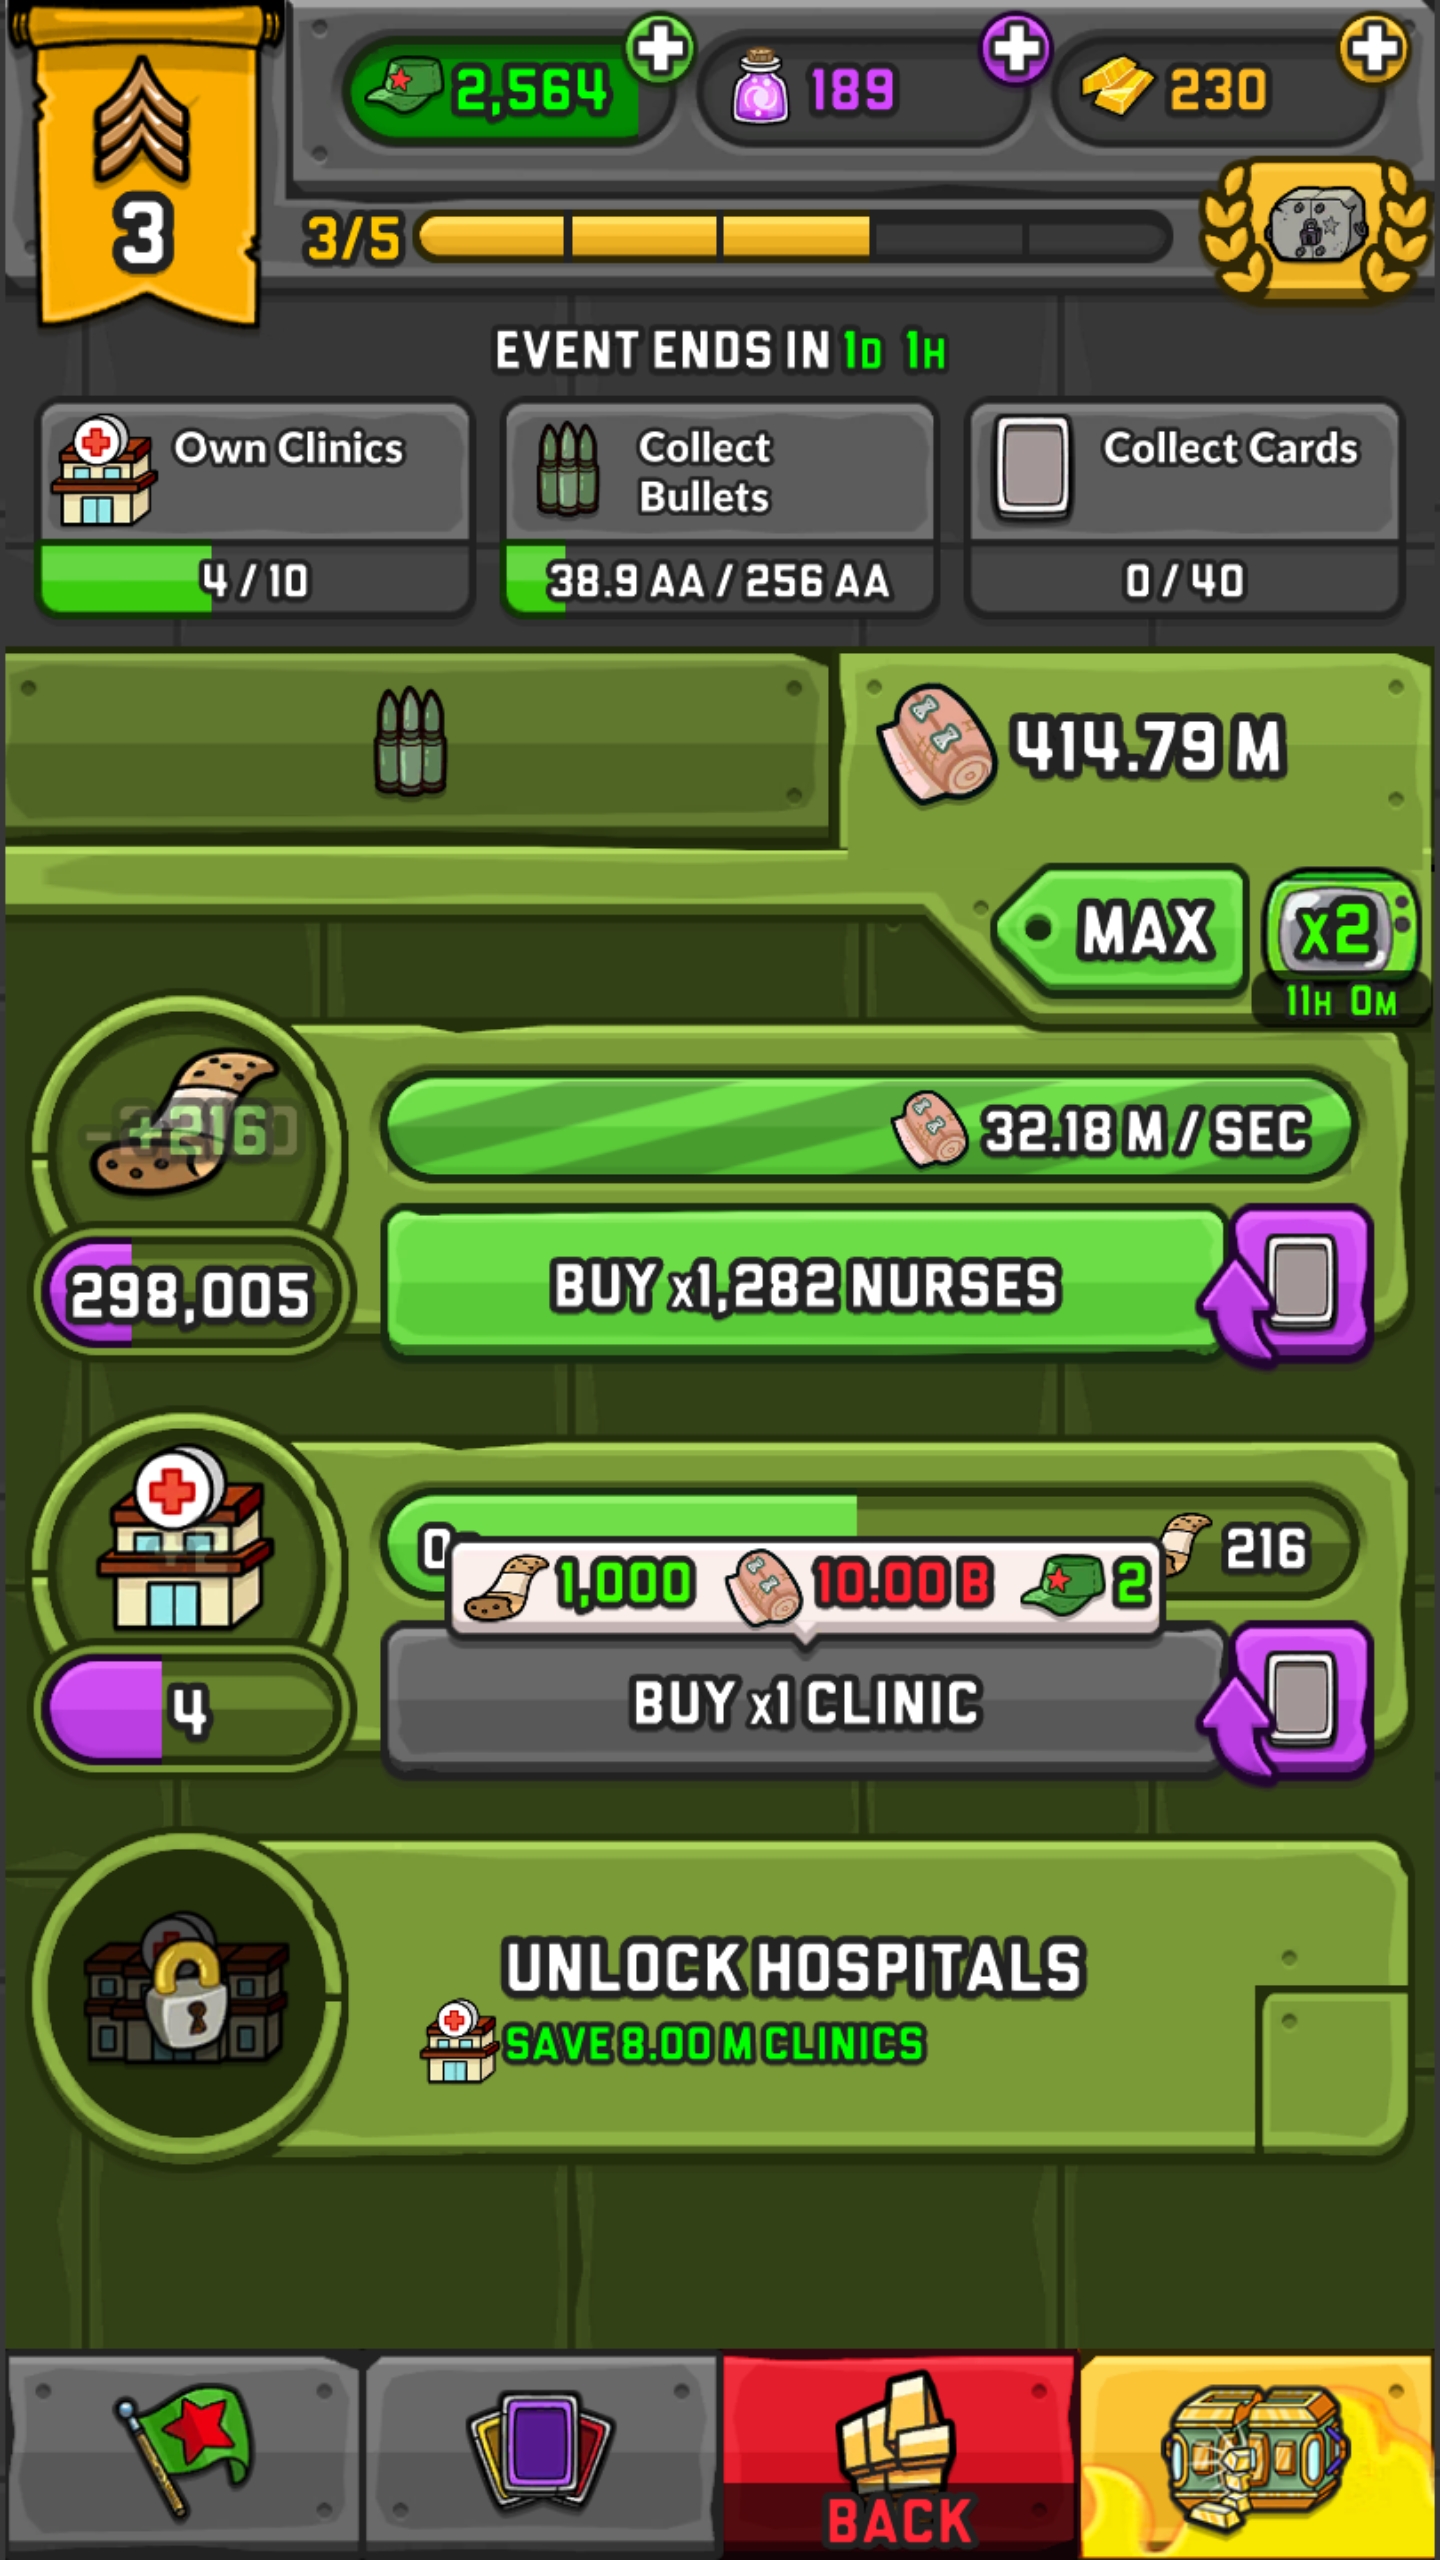 2,564
189
230
3
3/5
EVENT ENDS IN 1D 1H
Own Clinics
4 / 10
Collect
Bullets
38.9 AA / 256 AA
Collect Cards
0 / 40
414.79 M
MAX
x2
11H 0M
+216
32.18 M / SEC
298,005
BUY x1,282 NURSES
216
1,000
10.00 B
2
4
BUY x1 CLINIC
UNLOCK HOSPITALS
SAVE 8.00 M CLINICS
BACK